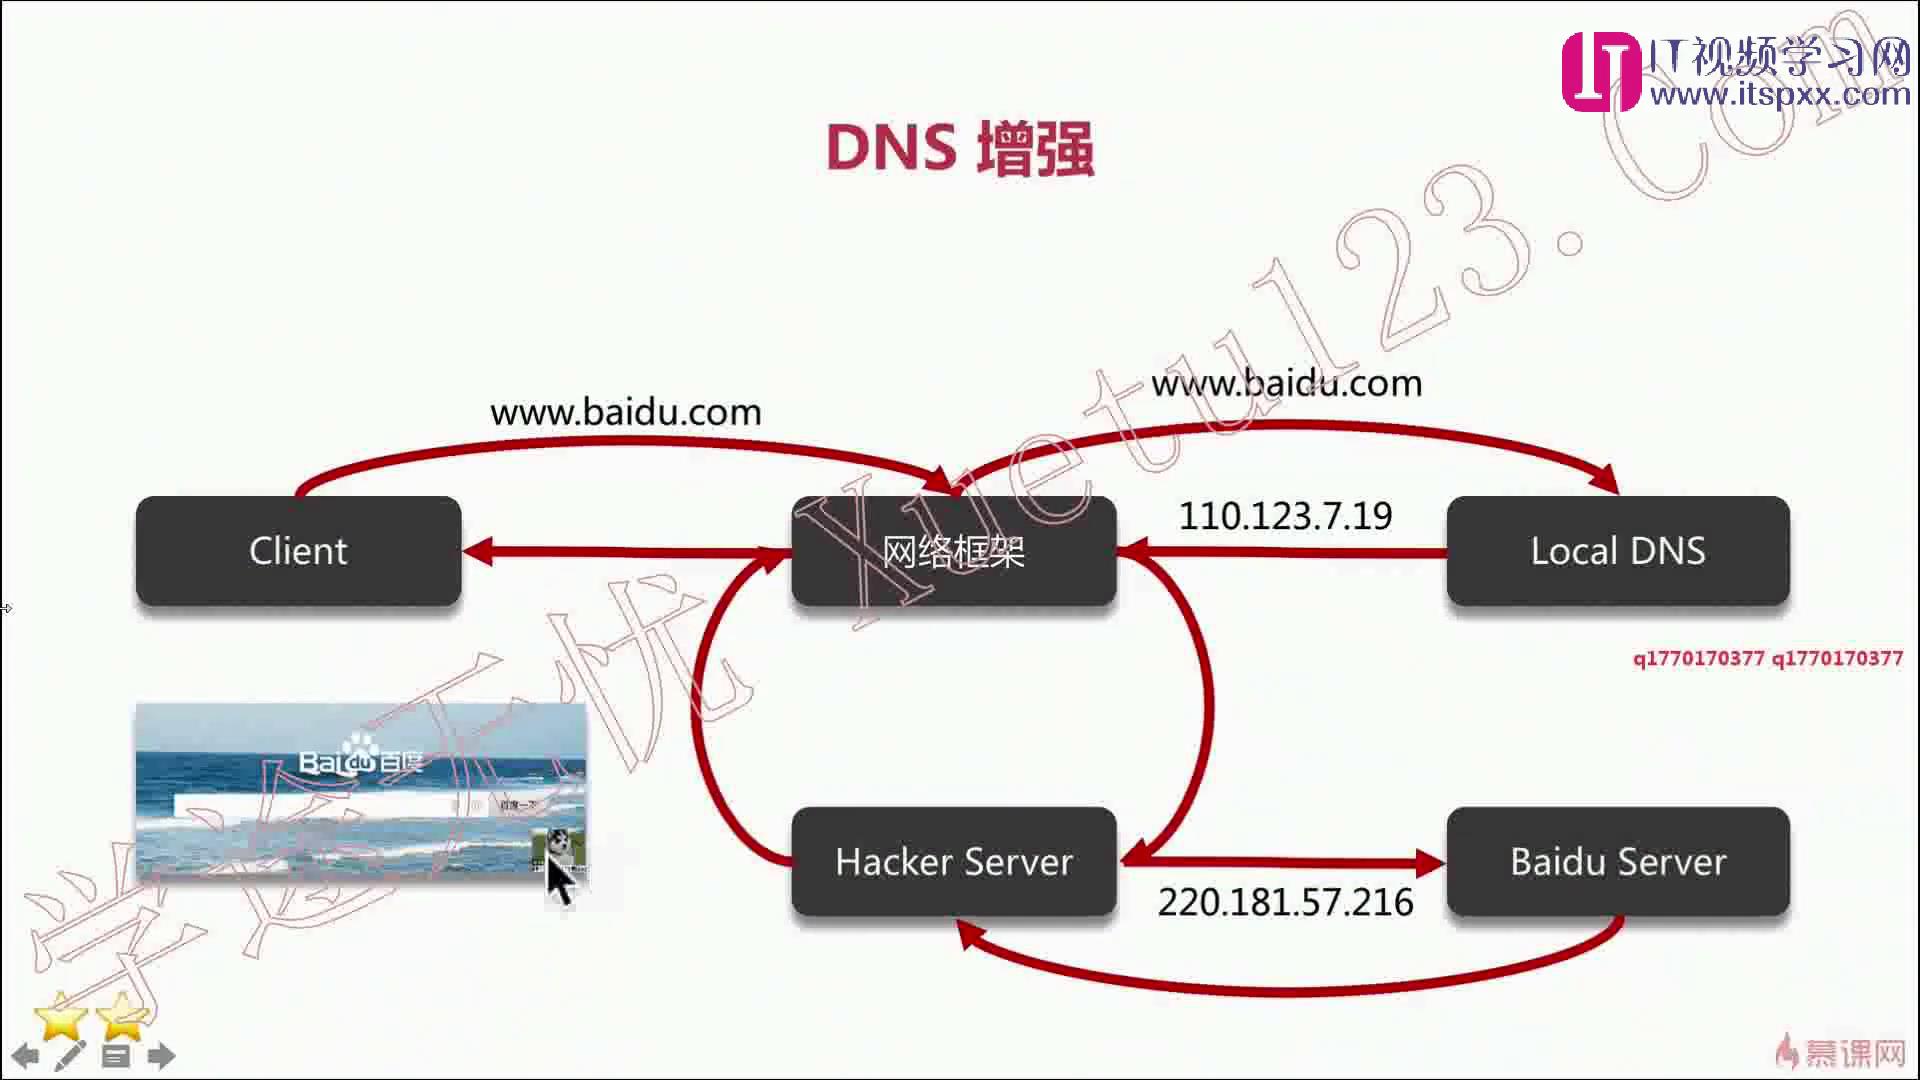 IT视频学习网
www.itspxx.com
DNS 增强
www.baidu.com
www.baidu.com
110.123.7.19
Client
网络框架
Local DNS
q1770170377 q1770170377
Bai du 百度
百度一下
Hacker Server
Baidu Server
220.181.57.216
学途无忧 Xuetu123.Com
慕课网